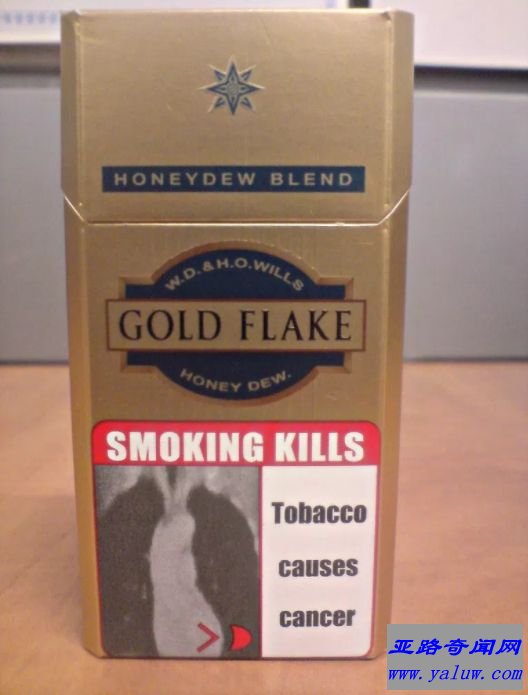 HONEYDEW BLEND
W.D. & H.O. WILLS
GOLD FLAKE
HONEY DEW.
SMOKING KILLS
Tobacco
causes
cancer
亚路奇闻网
www.yaluw.com